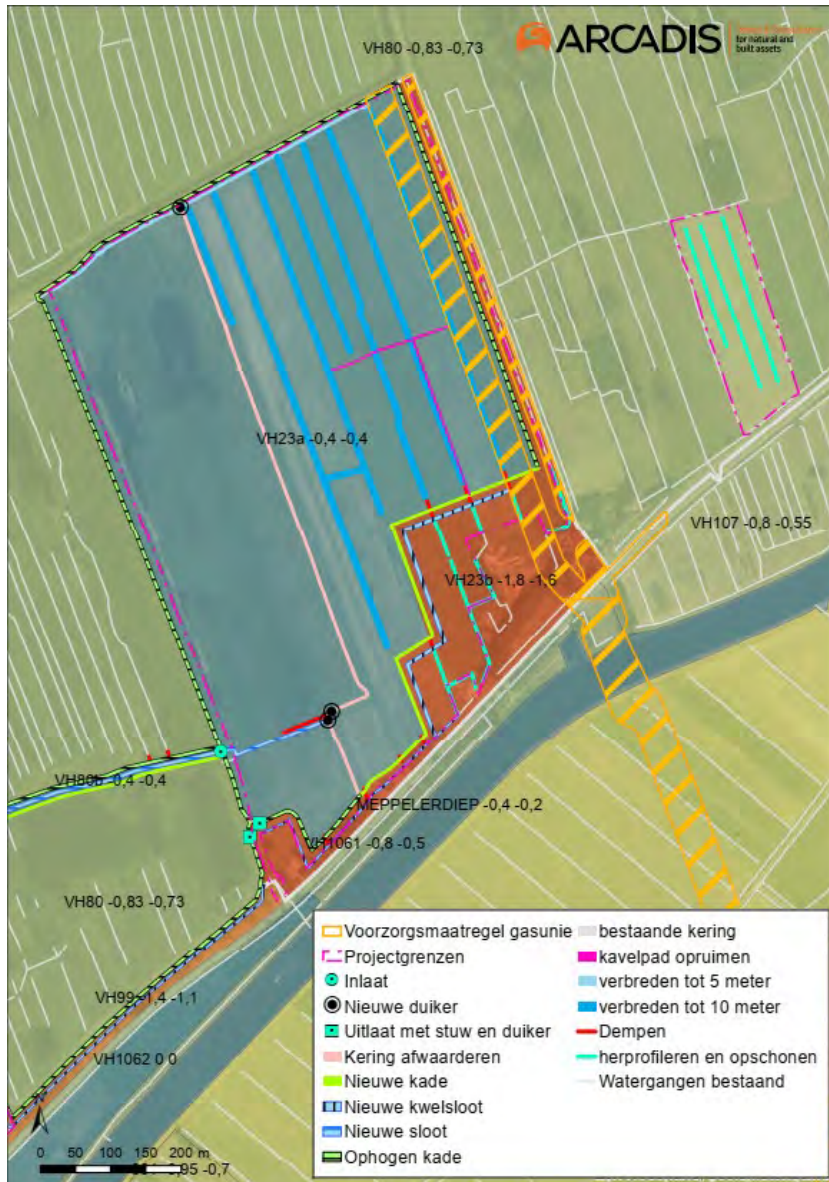 VH80 -0,83 -0,73
ARCADIS
for natural and
built assets
VH23a -0,4 -0,4
VH107 -0,8 -0,55
VH23b -1,8 -1,6
VH80b -0,4 -0,4
MEPPELERDIEP -0,4 -0,2
VH1061 -0,8 -0,5
VH80 -0,83 -0,73
VH99 -1,4 -1,1
VH1062 0 0
0 50 100 150 200 m
Voorzorgsmaatregel gasunie
Projectgrenzen
Inlaat
Nieuwe duiker
Uitlaat met stuw en duiker
Kering afwaarderen
Nieuwe kade
Nieuwe kwelsloot
Nieuwe sloot
Ophogen kade
bestaande kering
kavelpad opruimen
verbreden tot 5 meter
verbreden tot 10 meter
Dempen
herprofileren en opschonen
Watergangen bestaand